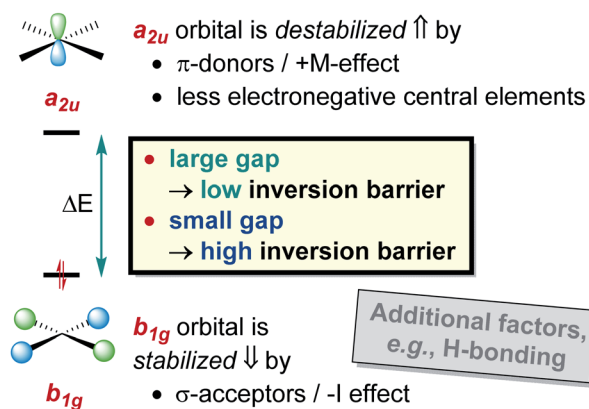 a2u orbital is destabilized ⇑ by
• π-donors / +M-effect
• less electronegative central elements
a2u
• large gap
→ low inversion barrier
• small gap
→ high inversion barrier
ΔE
b1g orbital is
stabilized ⇓ by
• σ-acceptors / -I effect
b1g
Additional factors,
e.g., H-bonding